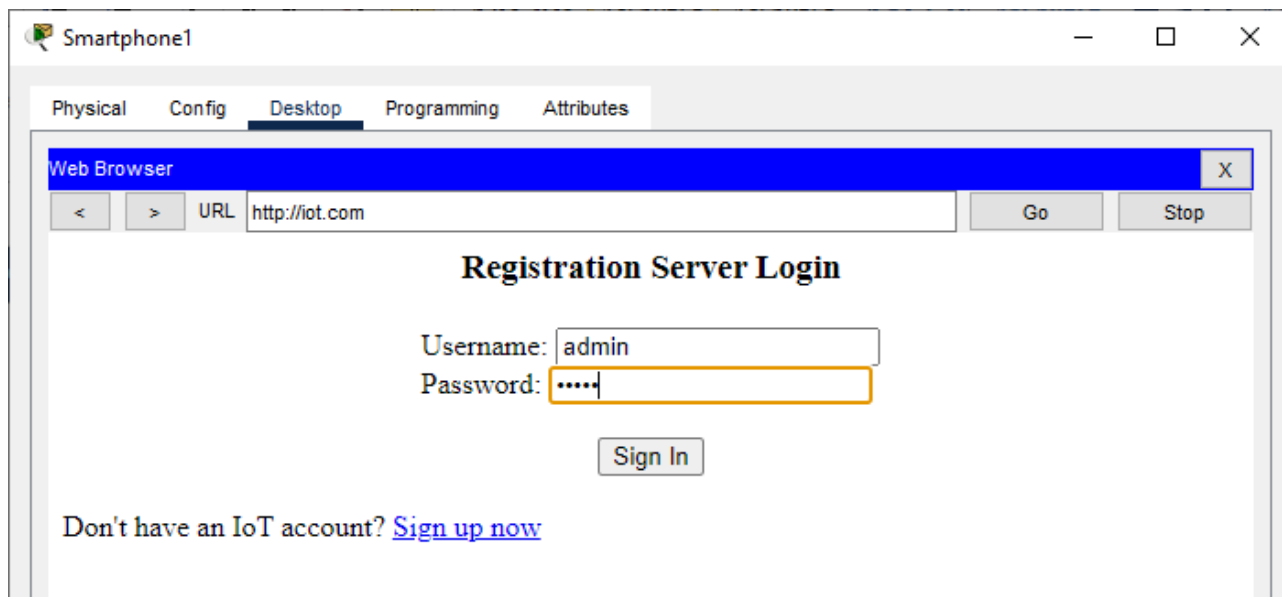 Smartphone1
Physical Config Desktop Programming Attributes
Web Browser X
< > URL http://iot.com Go Stop
Registration Server Login
Username: admin
Password: •••••
Sign In
Don't have an IoT account? Sign up now